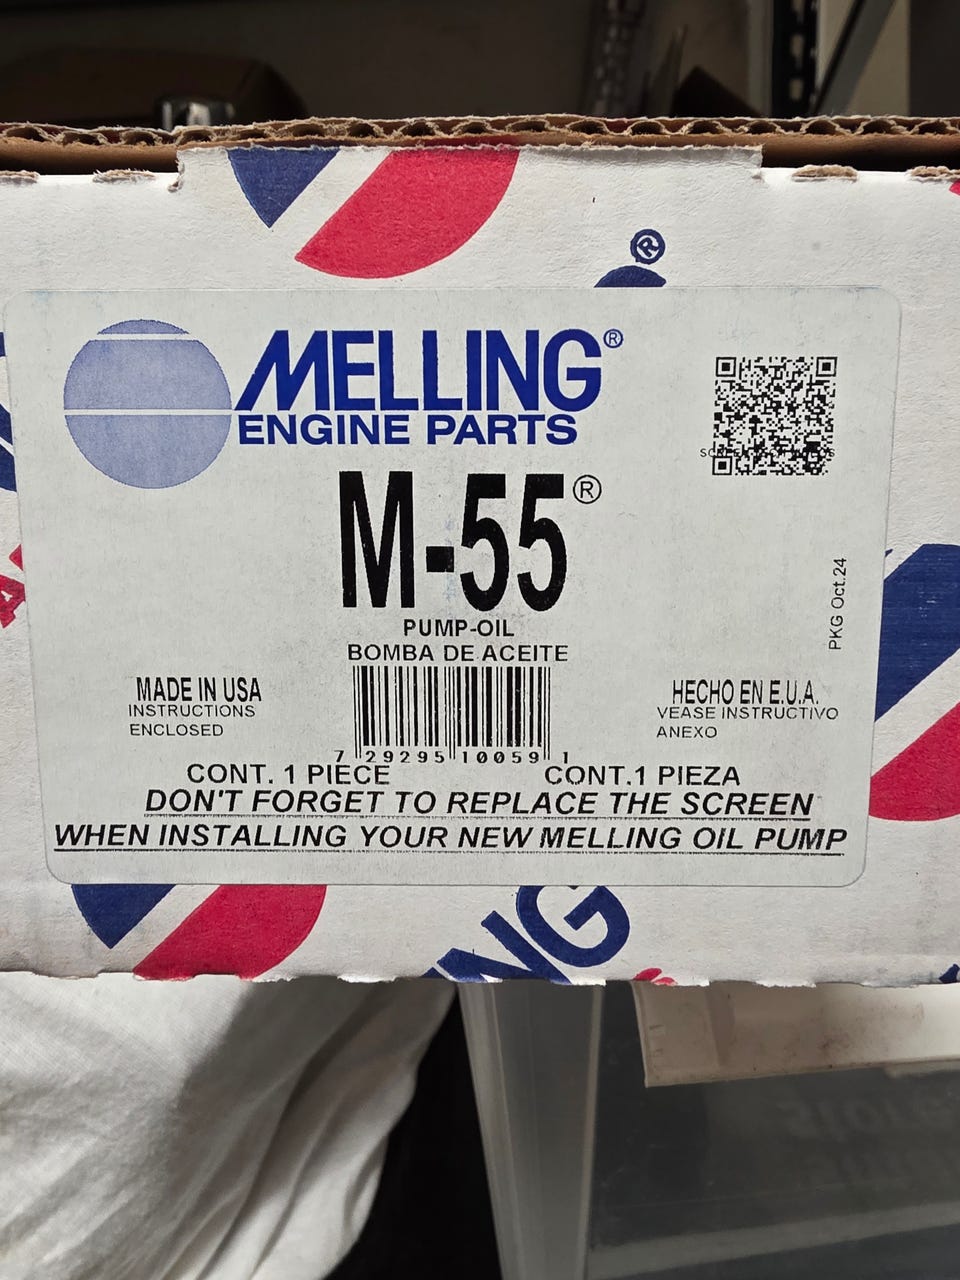 ®
MELLING®
ENGINE PARTS
M-55®
PUMP-OIL
BOMBA DE ACEITE
PKG Oct.24
MADE IN USA
INSTRUCTIONS
ENCLOSED
HECHO EN E.U.A.
VEASE INSTRUCTIVO
ANEXO
7 29295 10059 1
CONT. 1 PIECE
CONT.1 PIEZA
DON'T FORGET TO REPLACE THE SCREEN
WHEN INSTALLING YOUR NEW MELLING OIL PUMP
NG